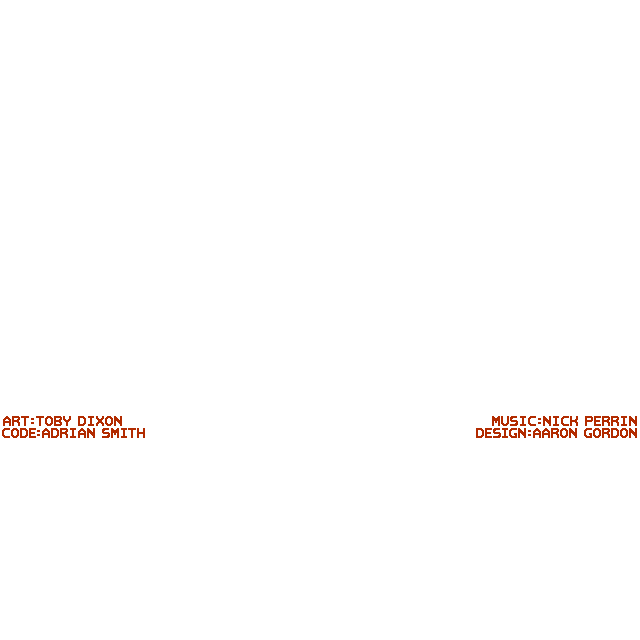 ART:TOBY DIXON
CODE:ADRIAN SMITH
MUSIC:NICK PERRIN
DESIGN:AARON GORDON